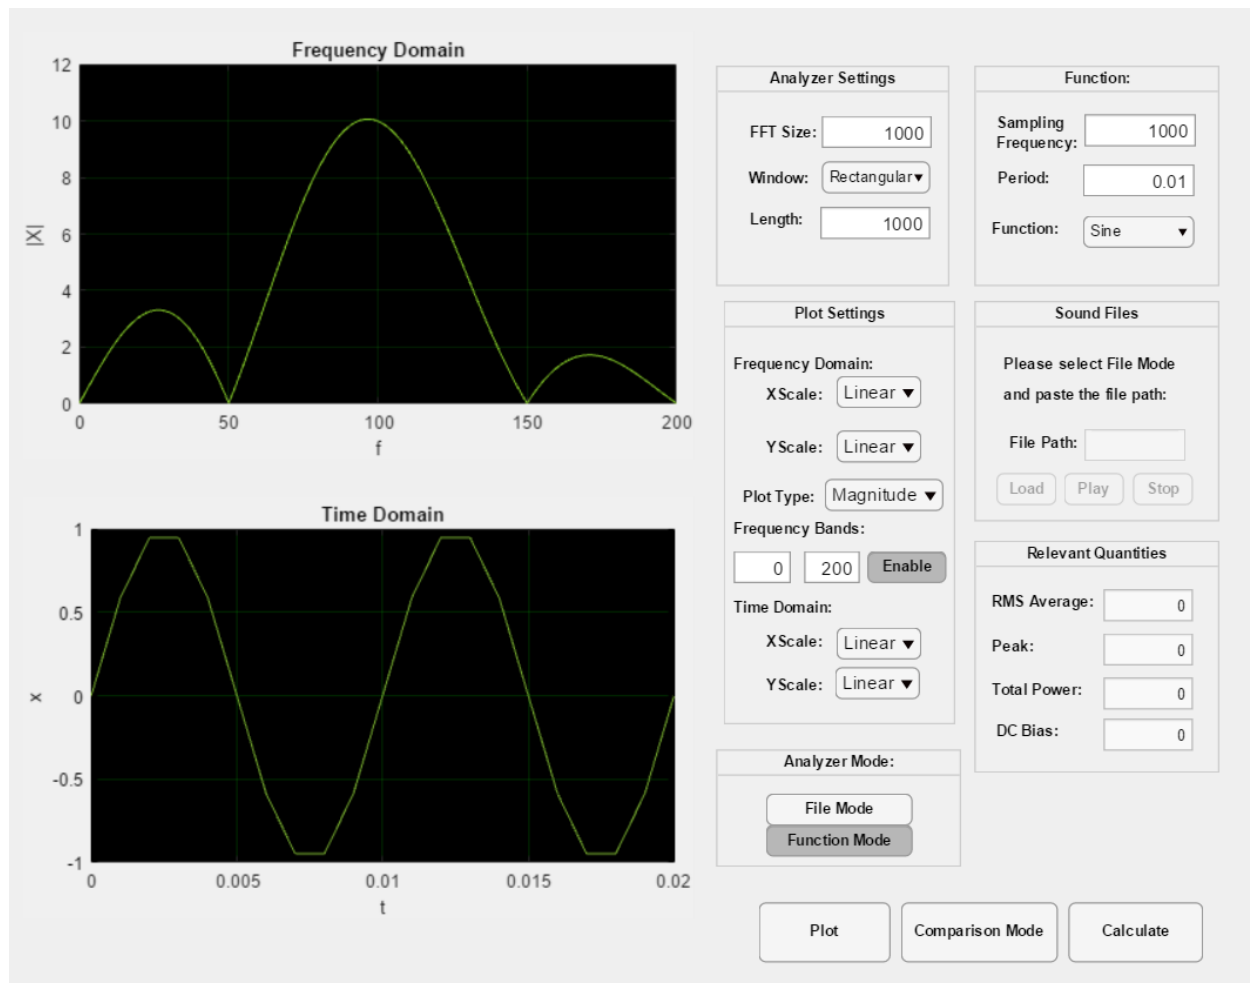 Frequency Domain
12
10
8
6
4
2
0
|X|
0
50
100
150
200
f
Time Domain
1
0.5
0
-0.5
-1
x
0
0.005
0.01
0.015
0.02
t
Analyzer Settings
FFT Size: 1000
Window: Rectangular
Length: 1000
Function:
Sampling
Frequency: 1000
Period: 0.01
Function: Sine
Plot Settings
Frequency Domain:
XScale: Linear
YScale: Linear
Plot Type: Magnitude
Frequency Bands:
0 200 Enable
Time Domain:
XScale: Linear
YScale: Linear
Sound Files
Please select File Mode
and paste the file path:
File Path:
Load Play Stop
Relevant Quantities
RMS Average: 0
Peak: 0
Total Power: 0
DC Bias: 0
Analyzer Mode:
File Mode
Function Mode
Plot Comparison Mode Calculate